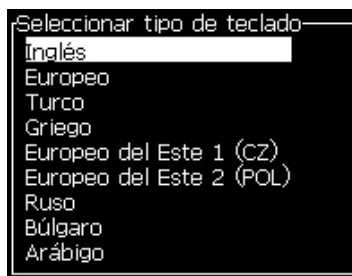 Seleccionar tipo de teclado
Inglés
Europeo
Turco
Griego
Europeo del Este 1 (CZ)
Europeo del Este 2 (POL)
Ruso
Búlgaro
Arábigo